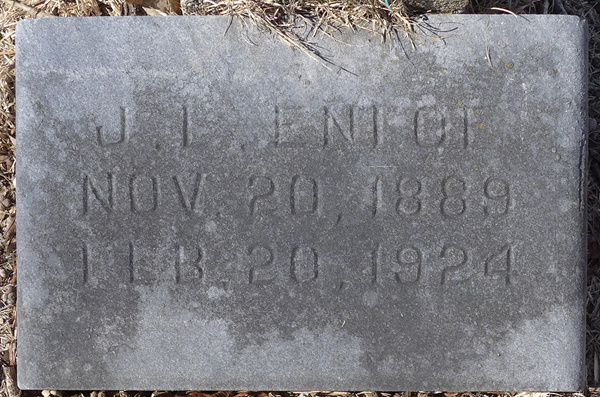 J. L. ENLOE
NOV. 20, 1889
FEB. 20, 1924